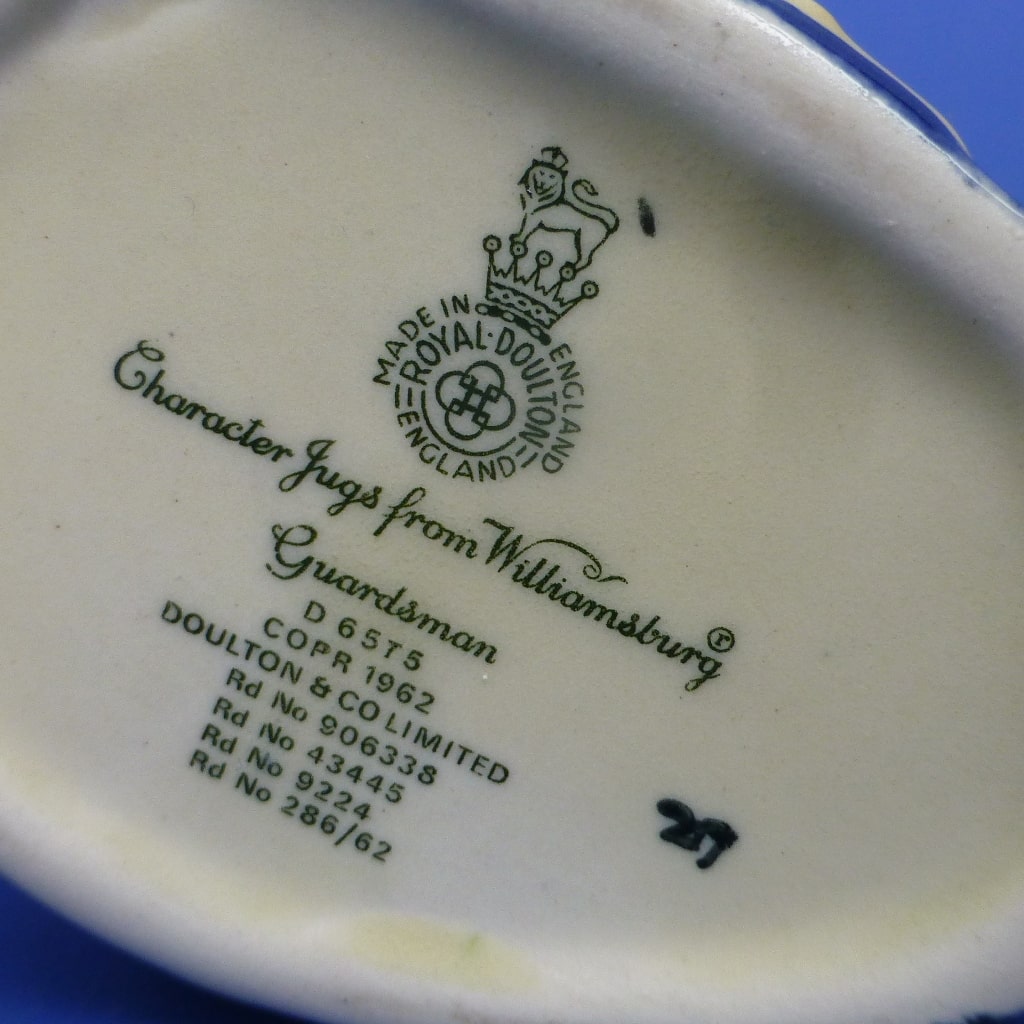 MADE IN ENGLAND
ROYAL·DOULTON
ENGLAND
Character Jugs from Williamsburg®
Guardsman
D 6575
COPR 1962
DOULTON & CO LIMITED
Rd No 906338
Rd No 43445
Rd No 9224
Rd No 286/62